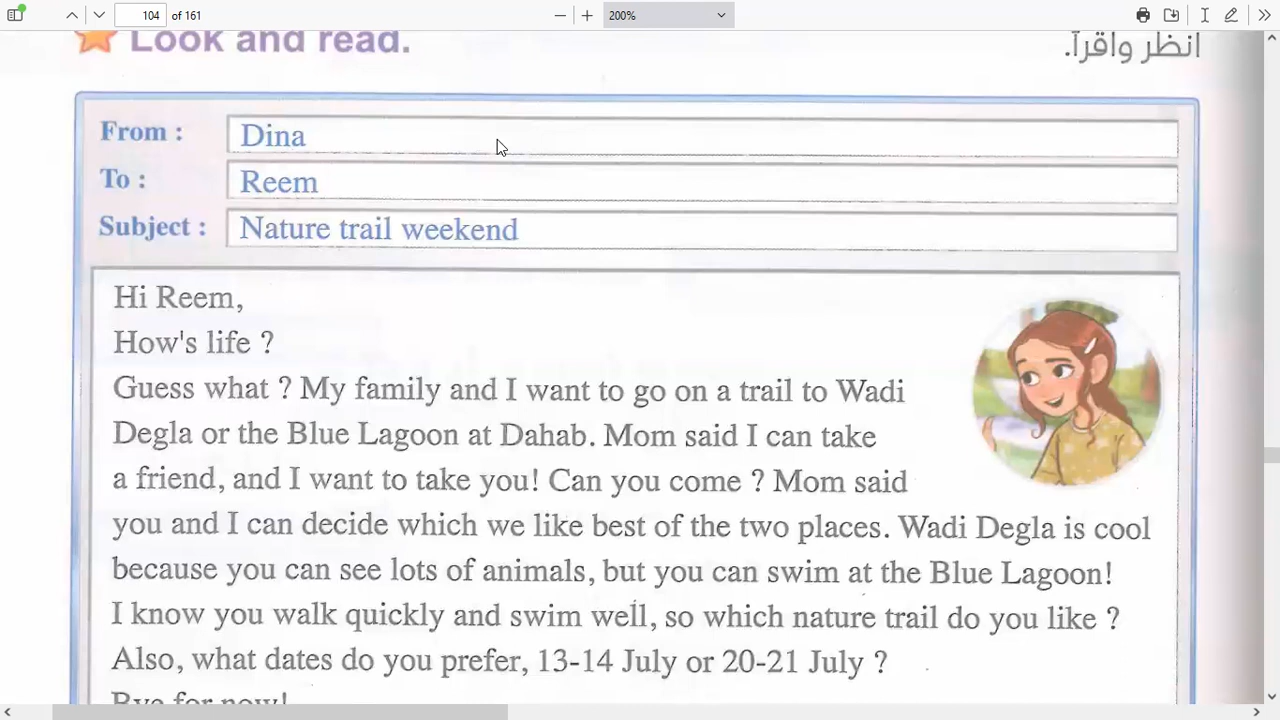 104 of 161
200%
Look and read.
انظر واقرأ.
From : Dina
To : Reem
Subject : Nature trail weekend
Hi Reem,
How's life ?
Guess what ? My family and I want to go on a trail to Wadi
Degla or the Blue Lagoon at Dahab. Mom said I can take
a friend, and I want to take you! Can you come ? Mom said
you and I can decide which we like best of the two places. Wadi Degla is cool
because you can see lots of animals, but you can swim at the Blue Lagoon!
I know you walk quickly and swim well, so which nature trail do you like ?
Also, what dates do you prefer, 13-14 July or 20-21 July ?
Bye for now!